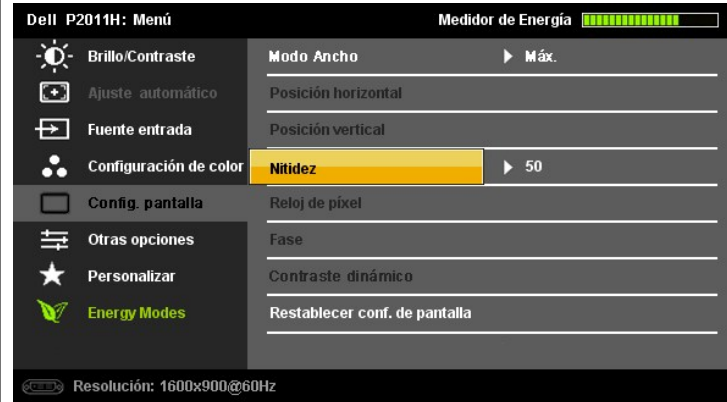 Dell P2011H: Menú
Medidor de Energía
Brillo/Contraste
Modo Ancho
Máx.
Ajuste automático
Posición horizontal
Fuente entrada
Posición vertical
Configuración de color
Nitidez
50
Config. pantalla
Reloj de píxel
Otras opciones
Fase
Personalizar
Contraste dinámico
Energy Modes
Restablecer conf. de pantalla
Resolución: 1600x900@60Hz